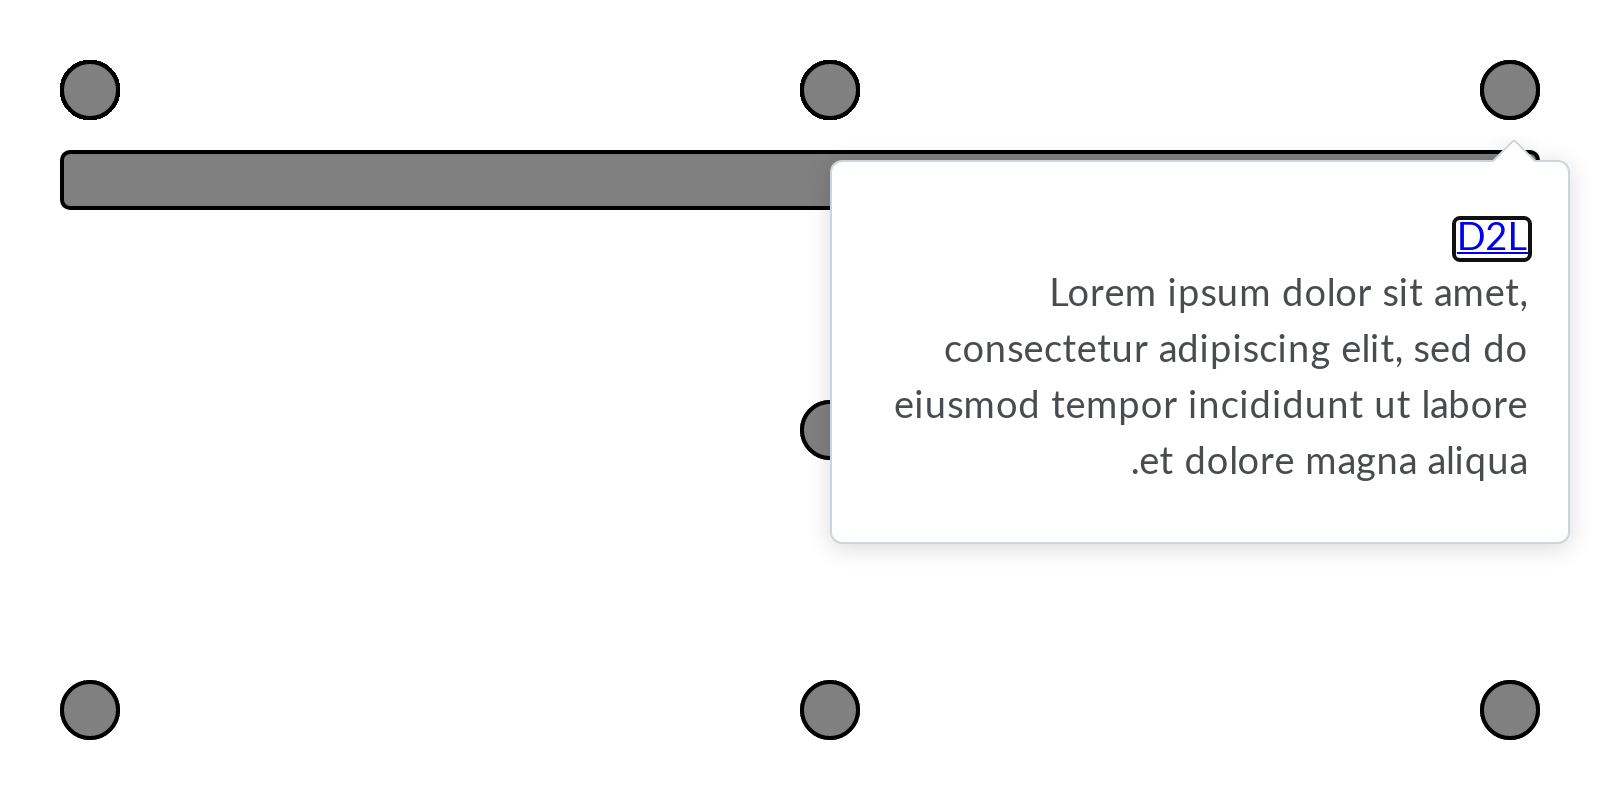 D2L
Lorem ipsum dolor sit amet,
consectetur adipiscing elit, sed do
eiusmod tempor incididunt ut labore
.et dolore magna aliqua